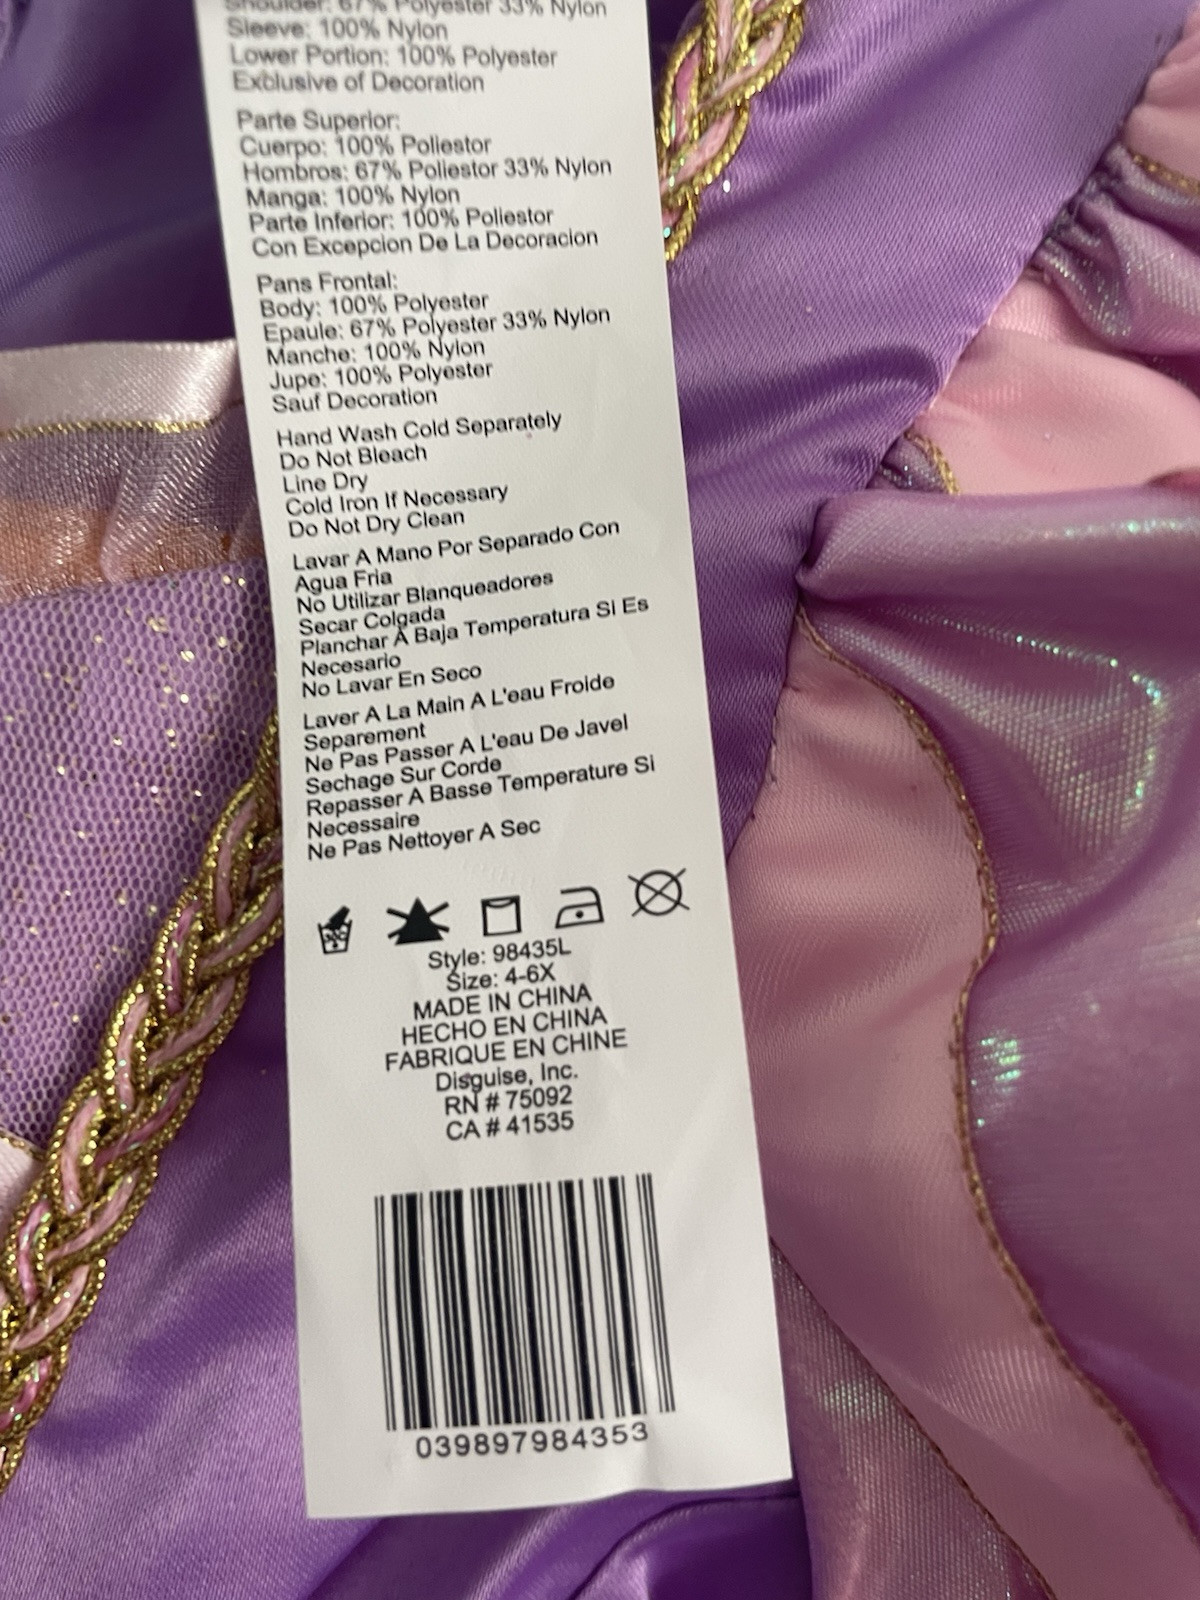 Shoulder: 67% Polyester 33% Nylon
Sleeve: 100% Nylon
Lower Portion: 100% Polyester
Exclusive of Decoration
Parte Superior:
Cuerpo: 100% Poliestor
Hombros: 67% Poliestor 33% Nylon
Manga: 100% Nylon
Parte Inferior: 100% Poliestor
Con Excepcion De La Decoracion
Pans Frontal:
Body: 100% Polyester
Epaule: 67% Polyester 33% Nylon
Manche: 100% Nylon
Jupe: 100% Polyester
Sauf Decoration
Hand Wash Cold Separately
Do Not Bleach
Line Dry
Cold Iron If Necessary
Do Not Dry Clean
Lavar A Mano Por Separado Con
Agua Fria
No Utilizar Blanqueadores
Secar Colgada
Planchar A Baja Temperatura Si Es
Necesario
No Lavar En Seco
Laver A La Main A L'eau Froide
Separement
Ne Pas Passer A L'eau De Javel
Sechage Sur Corde
Repasser A Basse Temperature Si
Necessaire
Ne Pas Nettoyer A Sec
Style: 98435L
Size: 4-6X
MADE IN CHINA
HECHO EN CHINA
FABRIQUE EN CHINE
Disguise, Inc.
RN # 75092
CA # 41535
039897984353